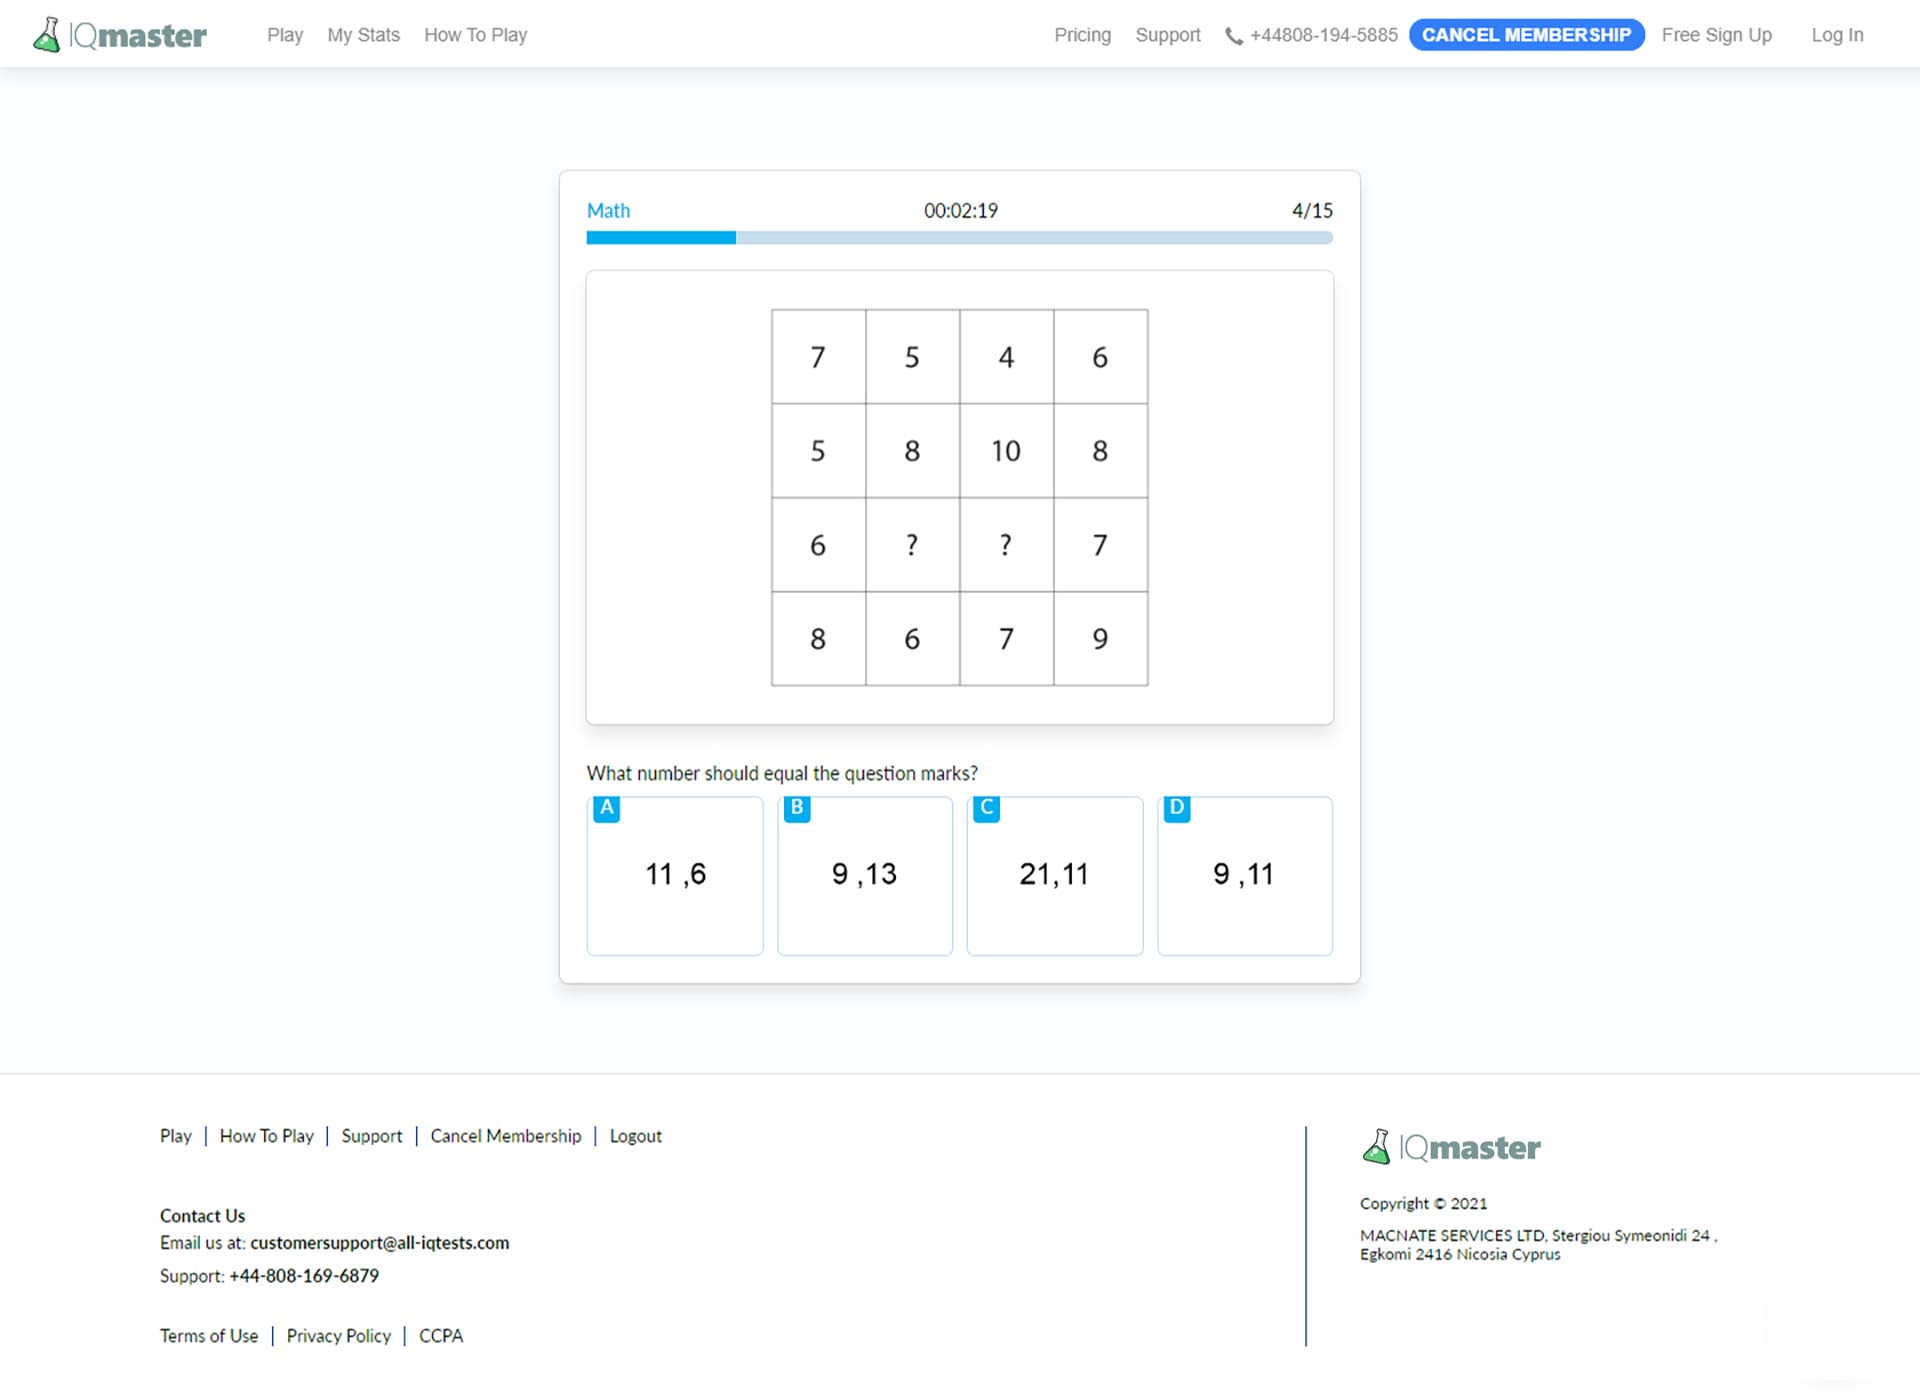 IQmaster Play My Stats How To Play Pricing Support +44808-194-5885 CANCEL MEMBERSHIP Free Sign Up Log In
Math 00:02:19 4/15
7 5 4 6
5 8 10 8
6 ? ? 7
8 6 7 9
What number should equal the question marks?
A B C D
11 ,6 9 ,13 21,11 9 ,11
Play | How To Play | Support | Cancel Membership | Logout
Contact Us
Email us at: customersupport@all-iqtests.com
Support: +44-808-169-6879
Terms of Use | Privacy Policy | CCPA
IQmaster
Copyright © 2021
MACNATE SERVICES LTD, Stergiou Symeonidi 24 ,
Egkomi 2416 Nicosia Cyprus